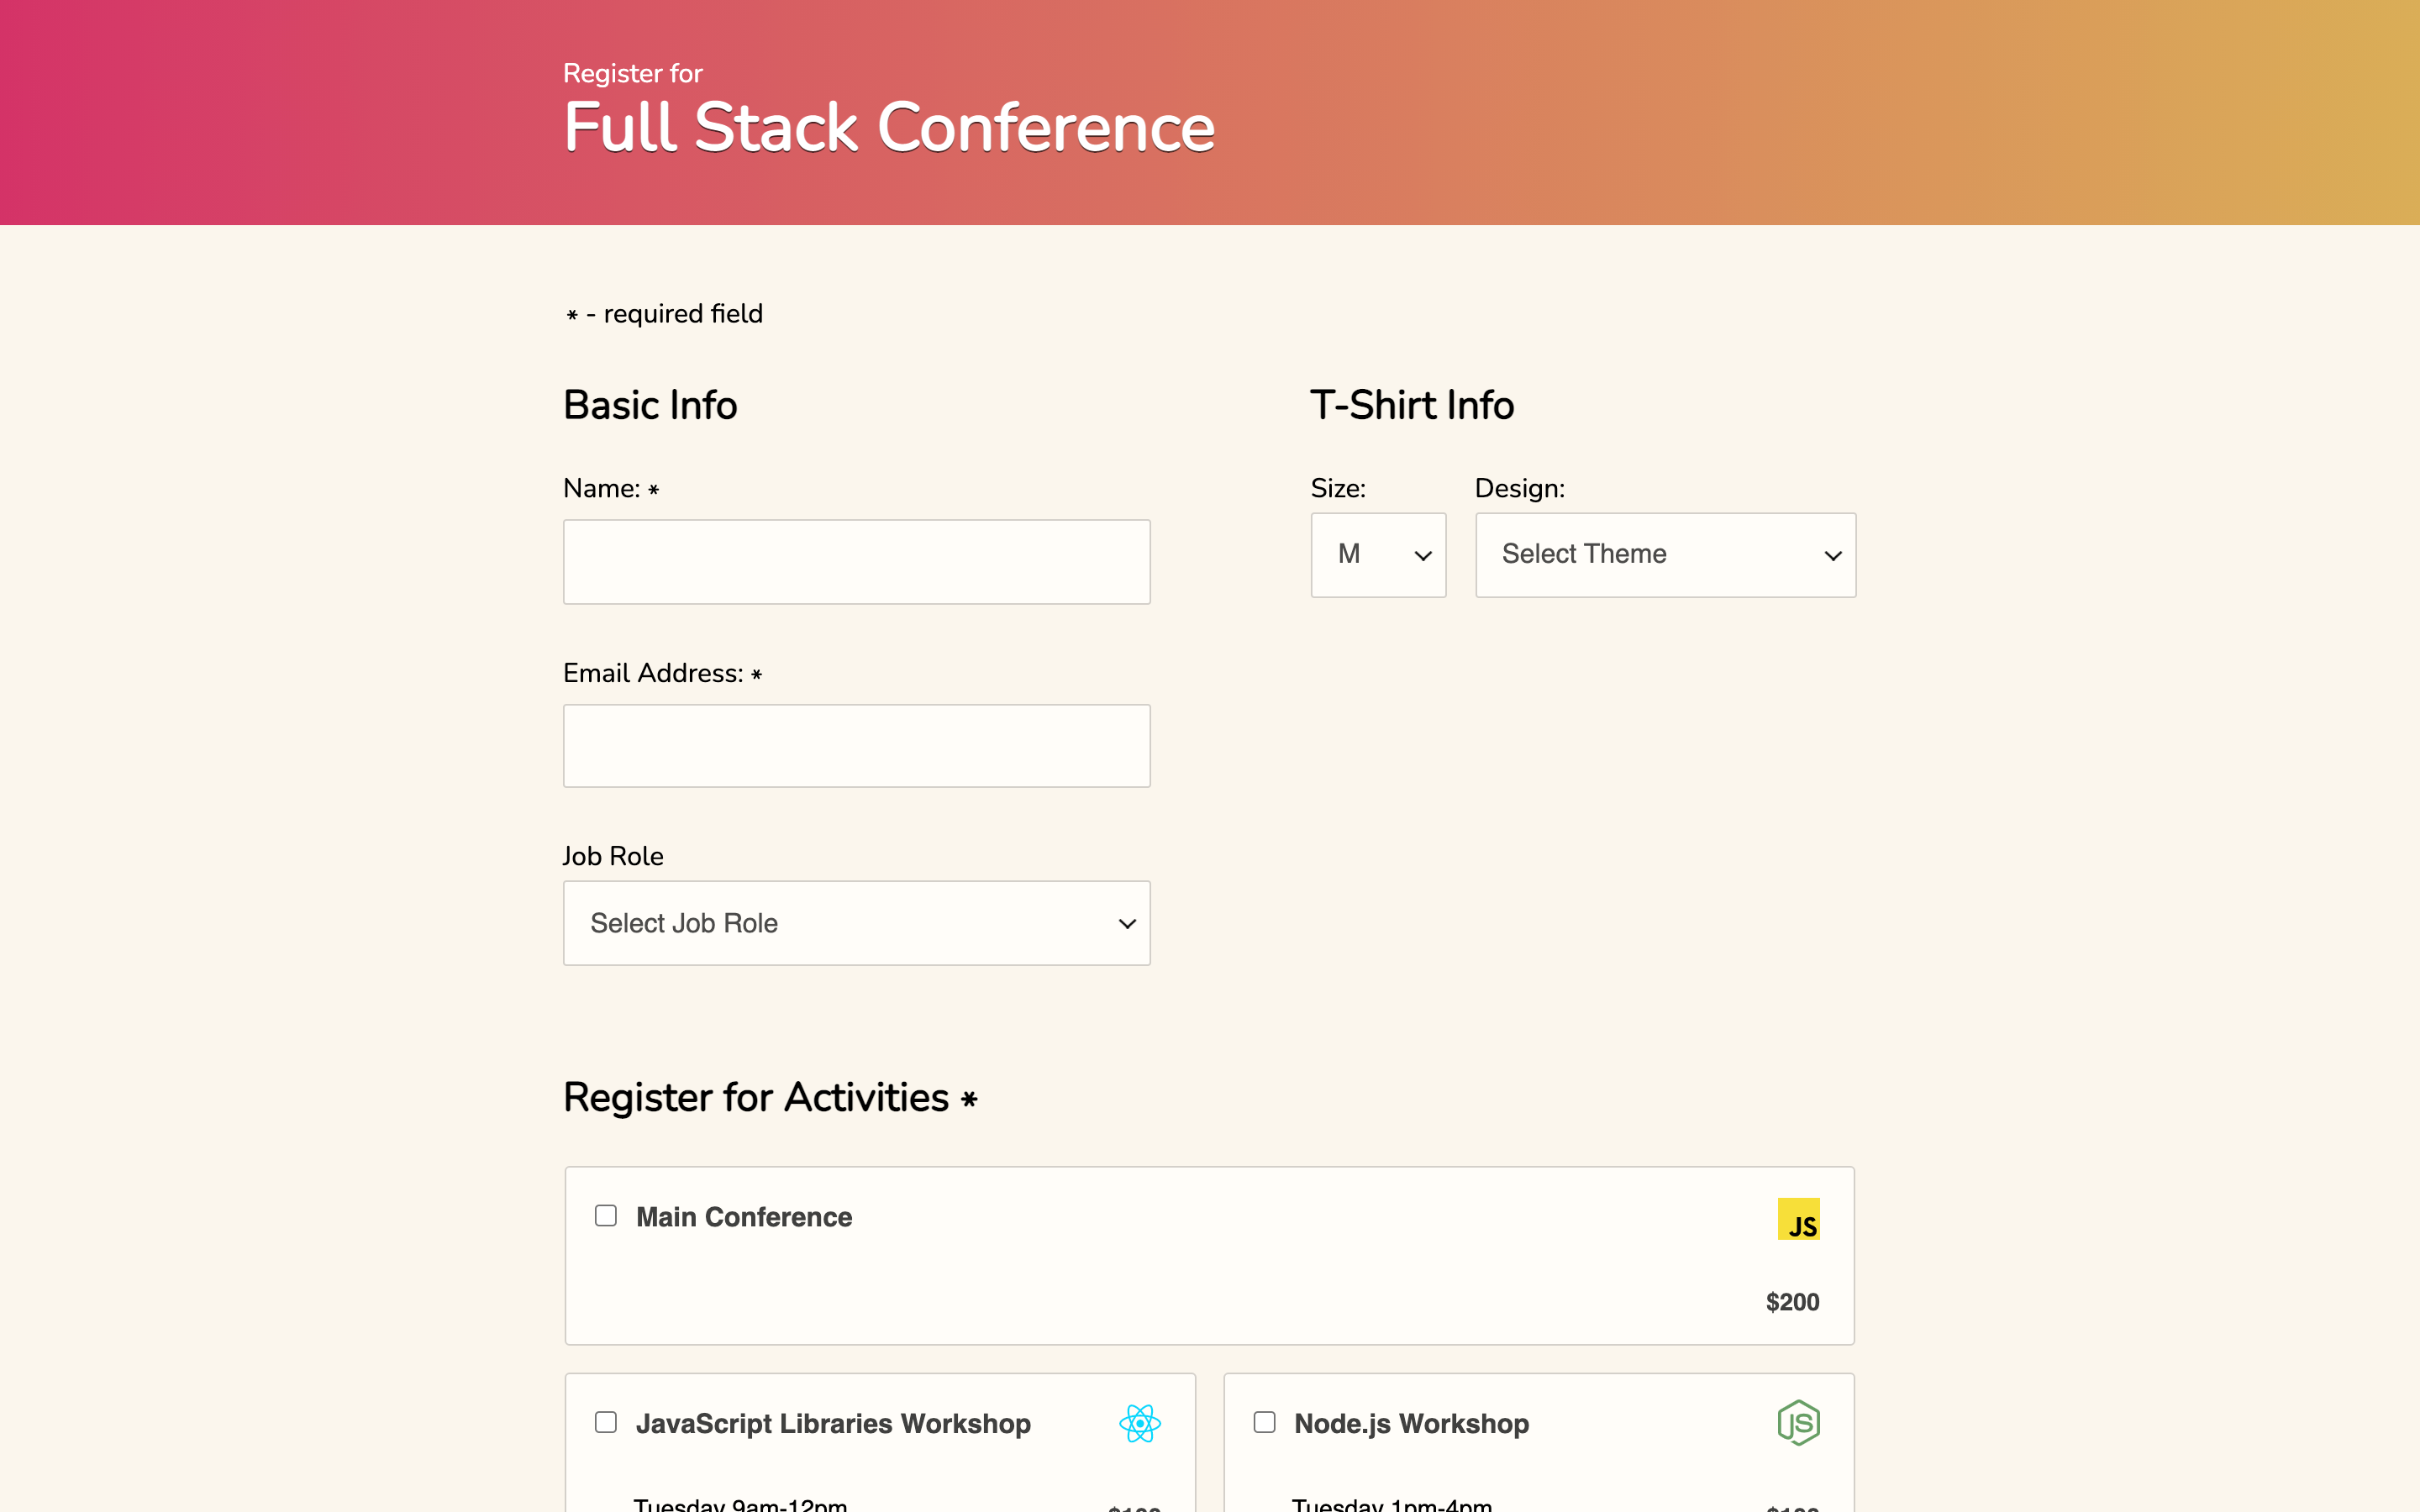 Register for
Full Stack Conference
* - required field
Basic Info
Name: *
Email Address: *
Job Role
Select Job Role
T-Shirt Info
Size:
Design:
M
Select Theme
Register for Activities *
Main Conference
JS
$200
JavaScript Libraries Workshop
Tuesday 9am-12pm
Node.js Workshop
JS
Tuesday 1pm-4pm